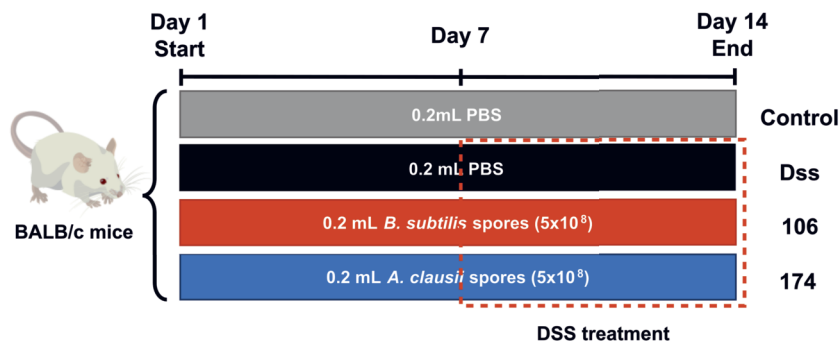 Day 1
Start
Day 7
Day 14
End
0.2mL PBS
Control
0.2 mL PBS
Dss
BALB/c mice
0.2 mL B. subtilis spores (5x10⁸)
106
0.2 mL A. clausii spores (5x10⁸)
174
DSS treatment